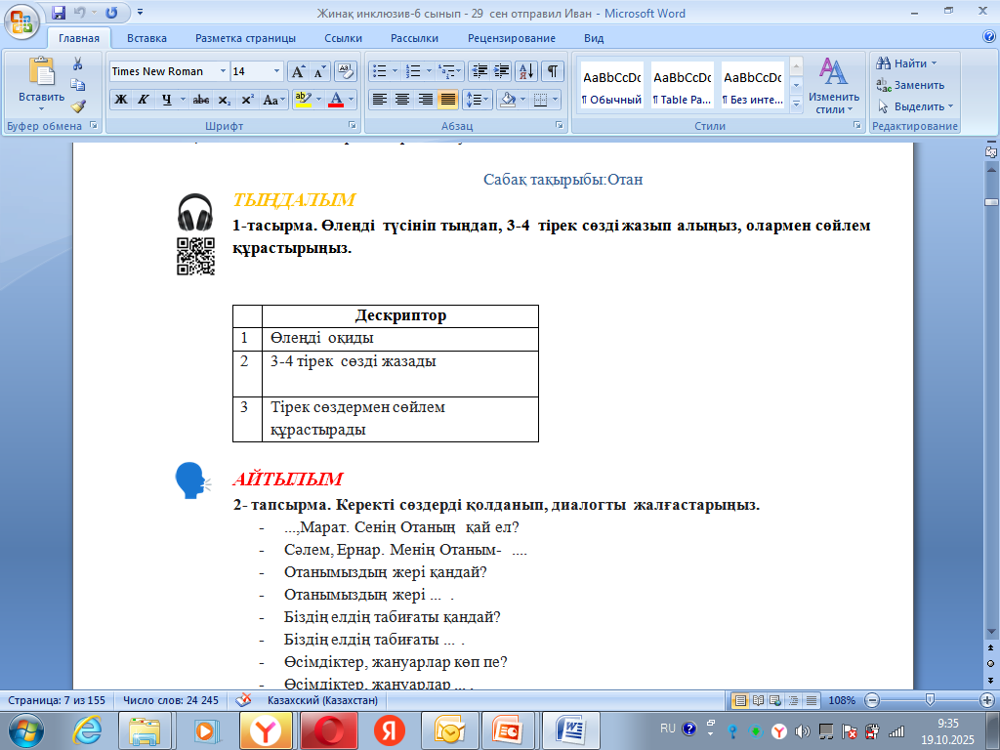 Жинақ инклюзив-6 сынып - 29 сен отправил Иван - Microsoft Word
Главная Вставка Разметка страницы Ссылки Рассылки Рецензирование Вид
Вставить
Буфер обмена
Times New Roman 14
Ж К Ч abc x₂ x² Aa ab А
Шрифт
Абзац
AaBbCcDc AaBbCcDc AaBbCcDc
¶ Обычный ¶ Table Pa... ¶ Без инте...
Изменить стили
Стили
Найти
Заменить
Выделить
Редактирование
Сабақ тақырыбы:Отан
ТЫҢДАЛЫМ
1-тасырма. Өлеңді түсініп тыңдап, 3-4 тірек сөзді жазып алыңыз, олармен сөйлем
құрастырыңыз.
Дескриптор
1 Өлеңді оқиды
2 3-4 тірек сөзді жазады
3 Тірек сөздермен сөйлем
құрастырады
АЙТЫЛЫМ
2- тапсырма. Керекті сөздерді қолданып, диалогты жалғастарыңыз.
- ...,Марат. Сенің Отаның қай ел?
- Сәлем, Ернар. Менің Отаным- ....
- Отанымыздың жері қандай?
- Отанымыздың жері ... .
- Біздің елдің табиғаты қандай?
- Біздің елдің табиғаты ... .
- Өсімдіктер, жануарлар көп пе?
- Өсімдіктер, жануарлар ... .
Страница: 7 из 155 Число слов: 24 245 Казахский (Казахстан) 108%
RU 9:35
19.10.2025